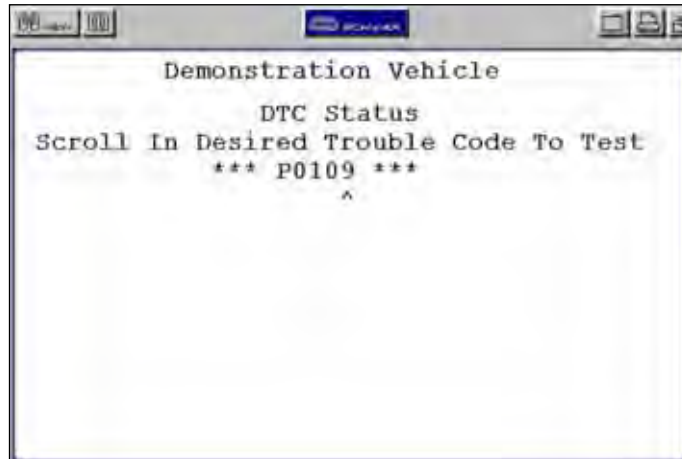 Demonstration Vehicle
DTC Status
Scroll In Desired Trouble Code To Test
*** P0109 ***
^